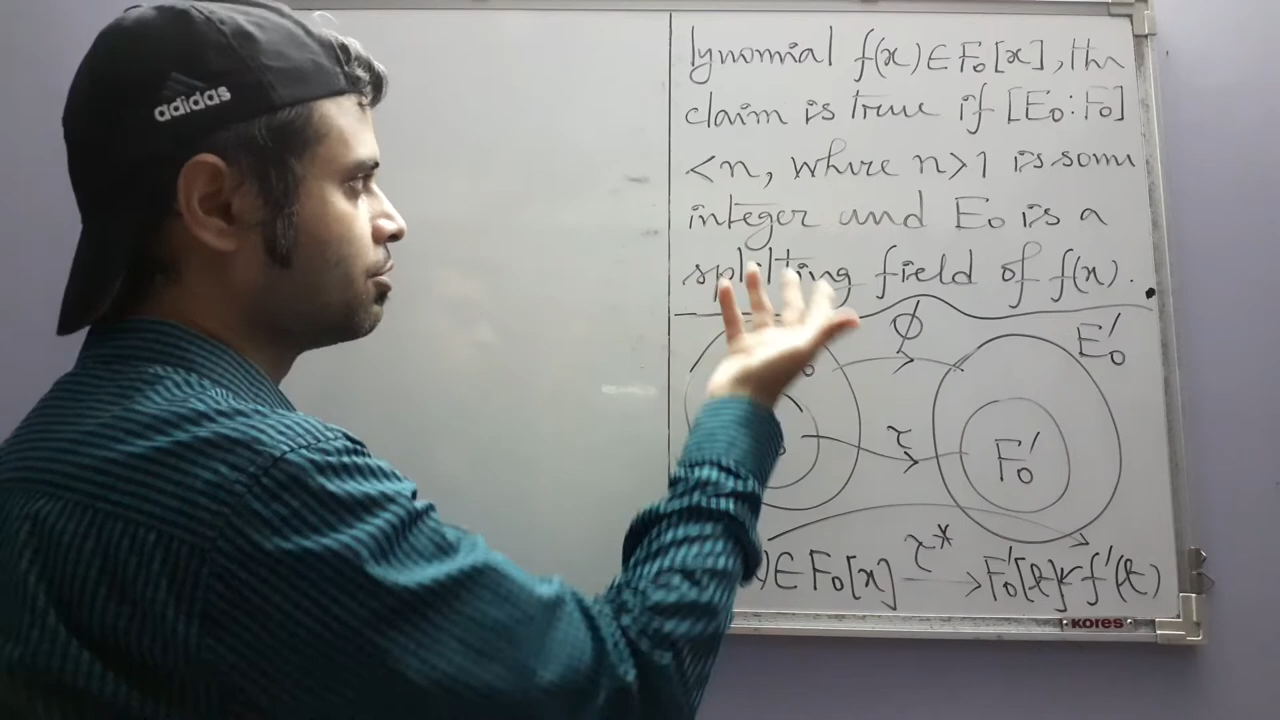 adidas
lynomial f(x)∈F₀[x], the
claim is true if [E₀:F₀]
<n, where n>1 is some
integer and E₀ is a
splitting field of f(x).
ϕ
E₀′
τ
F₀′
)∈F₀[x] τ* → F₀′[t] f′(t)
KORES